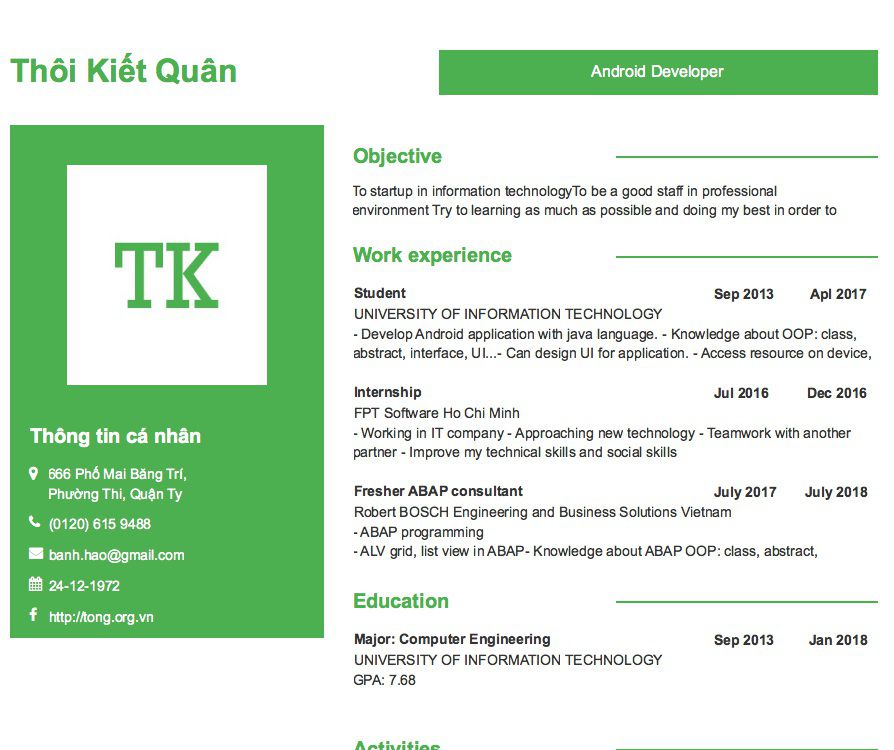 Thôi Kiết Quân
Android Developer
TK
Thông tin cá nhân
666 Phố Mai Băng Trí,
Phường Thi, Quận Ty
(0120) 615 9488
banh.hao@gmail.com
24-12-1972
http://tong.org.vn
Objective
To startup in information technologyTo be a good staff in professional
environment Try to learning as much as possible and doing my best in order to
Work experience
Student Sep 2013 Apl 2017
UNIVERSITY OF INFORMATION TECHNOLOGY
- Develop Android application with java language. - Knowledge about OOP: class,
abstract, interface, UI...- Can design UI for application. - Access resource on device,
Internship Jul 2016 Dec 2016
FPT Software Ho Chi Minh
- Working in IT company - Approaching new technology - Teamwork with another
partner - Improve my technical skills and social skills
Fresher ABAP consultant July 2017 July 2018
Robert BOSCH Engineering and Business Solutions Vietnam
- ABAP programming
- ALV grid, list view in ABAP- Knowledge about ABAP OOP: class, abstract,
Education
Major: Computer Engineering Sep 2013 Jan 2018
UNIVERSITY OF INFORMATION TECHNOLOGY
GPA: 7.68
Activities